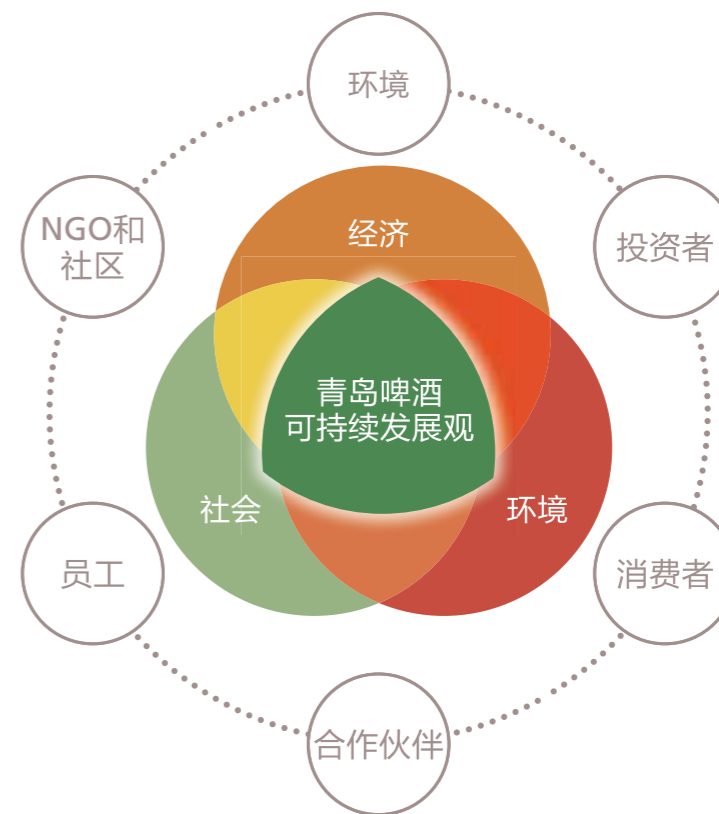 环境
经济
NGO和
社区
投资者
青岛啤酒
可持续发展观
社会
环境
员工
消费者
合作伙伴